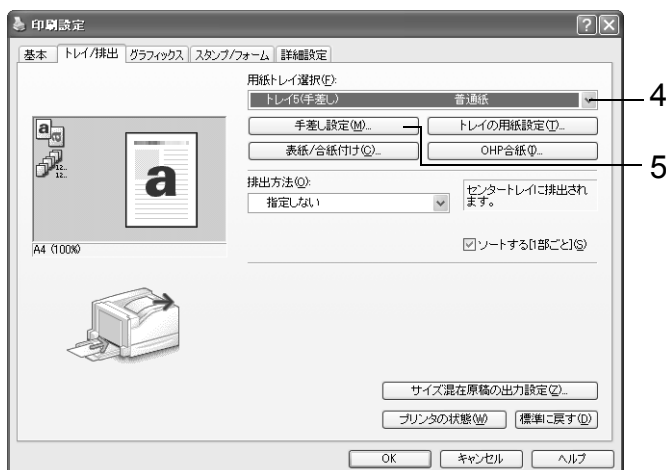 印刷設定
基本 トレイ/排出 グラフィックス スタンプ/フォーム 詳細設定
用紙トレイ選択(F):
トレイ5(手差し) 普通紙
4
手差し設定(M)... トレイの用紙設定(T)...
5
表紙/合紙付け(C)... OHP合紙(I)...
排出方法(O):
指定しない
センタートレイに排出され
ます。
a
12..
12..
a
A4 (100%)
ソートする[1部ごと](S)
サイズ混在原稿の出力設定(Z)...
プリンタの状態(W) 標準に戻す(D)
OK キャンセル ヘルプ